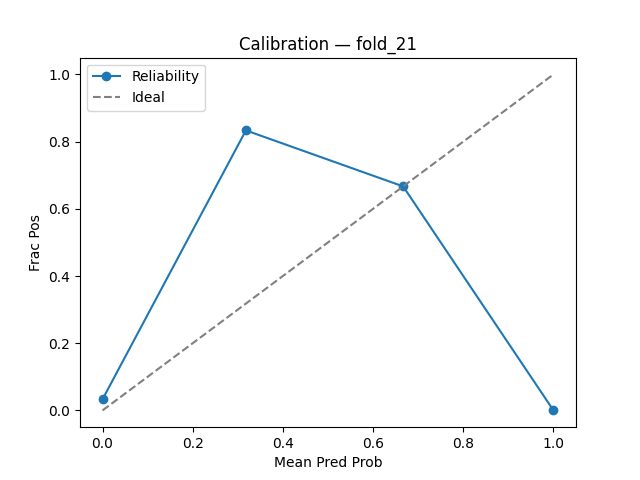 Calibration — fold_21
Reliability
Ideal
Frac Pos
1.0
0.8
0.6
0.4
0.2
0.0
0.0 0.2 0.4 0.6 0.8 1.0
Mean Pred Prob